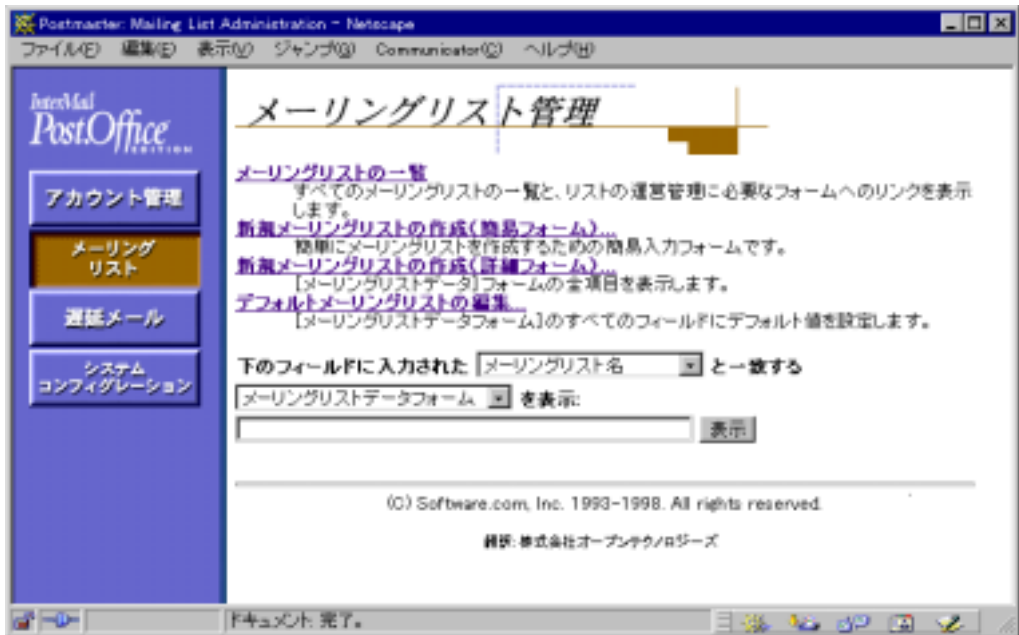 Postmaster: Mailing List Administration - Netscape
ファイル(F) 編集(E) 表示(V) ジャンプ(G) Communicator(C) ヘルプ(H)
InterMail
Post.Office
EDITION
アカウント管理
メーリング
リスト
遅延メール
システム
コンフィグレーション
メーリングリスト管理
メーリングリストの一覧
すべてのメーリングリストの一覧と、リストの運営管理に必要なフォームへのリンクを表示
します。
新規メーリングリストの作成(簡易フォーム)...
簡単にメーリングリストを作成するための簡易入力フォームです。
新規メーリングリストの作成(詳細フォーム)...
[メーリングリストデータ]フォームの全項目を表示します。
デフォルトメーリングリストの編集...
[メーリングリストデータフォーム]のすべてのフィールドにデフォルト値を設定します。
下のフィールドに入力された メーリングリスト名 と一致する
メーリングリストデータフォーム を表示:
表示
(C) Software.com, Inc. 1993-1998. All rights reserved.
翻訳: 株式会社オープンテクノロジーズ
ドキュメント: 完了。